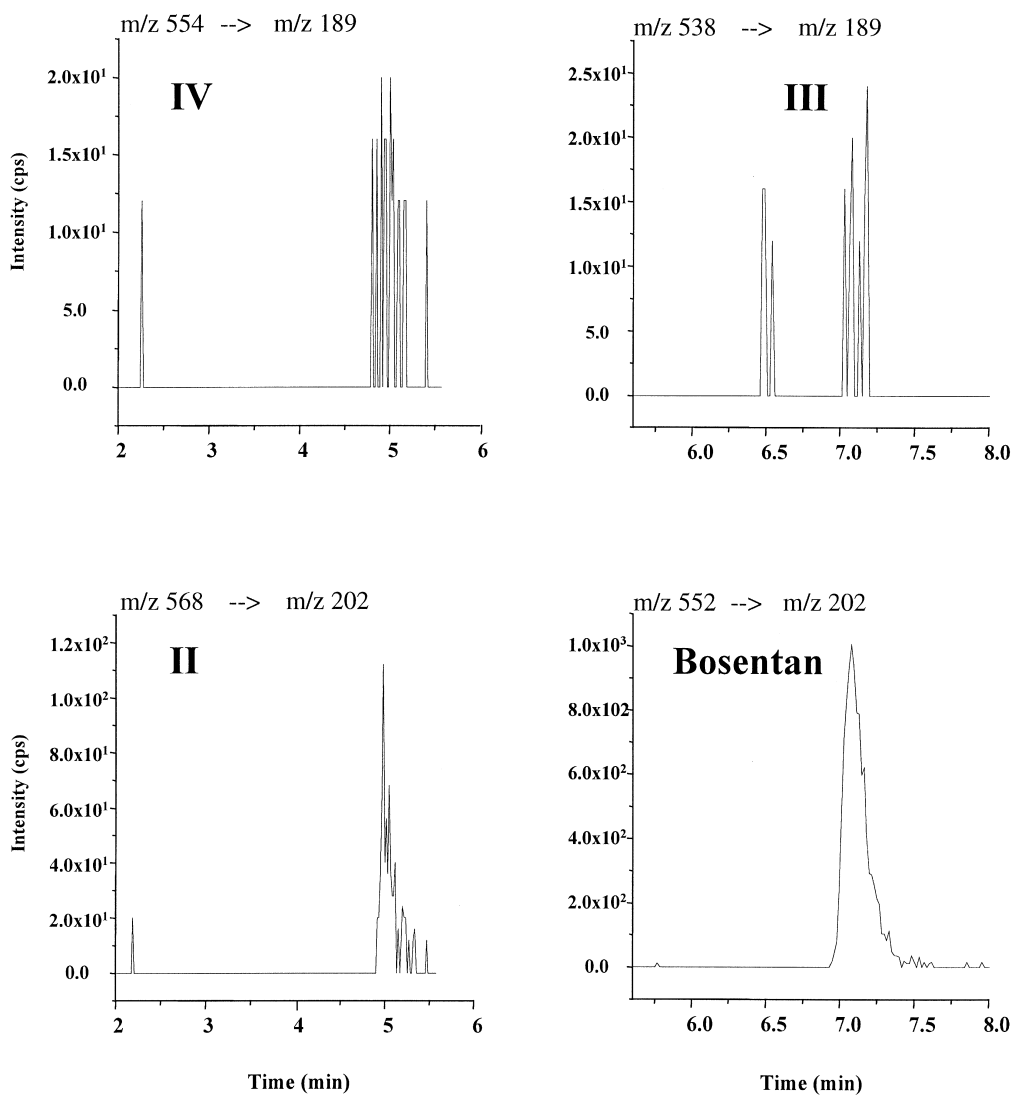 m/z 554 --> m/z 189
IV
Intensity (cps)
2.0x10¹
1.5x10¹
1.0x10¹
5.0
0.0
2 3 4 5 6
m/z 538 --> m/z 189
III
2.5x10¹
2.0x10¹
1.5x10¹
1.0x10¹
5.0
0.0
6.0 6.5 7.0 7.5 8.0
m/z 568 --> m/z 202
II
Intensity (cps)
1.2x10²
1.0x10²
8.0x10¹
6.0x10¹
4.0x10¹
2.0x10¹
0.0
2 3 4 5 6
Time (min)
m/z 552 --> m/z 202
Bosentan
1.0x10³
8.0x102
6.0x10²
4.0x10²
2.0x10²
0.0
6.0 6.5 7.0 7.5 8.0
Time (min)